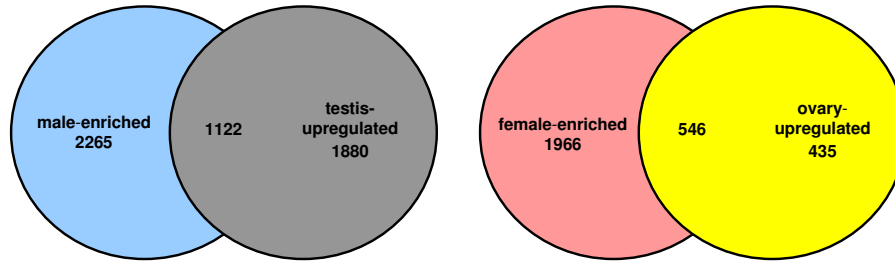 male-enriched
2265
1122
testis-
upregulated
1880
female-enriched
1966
546
ovary-
upregulated
435